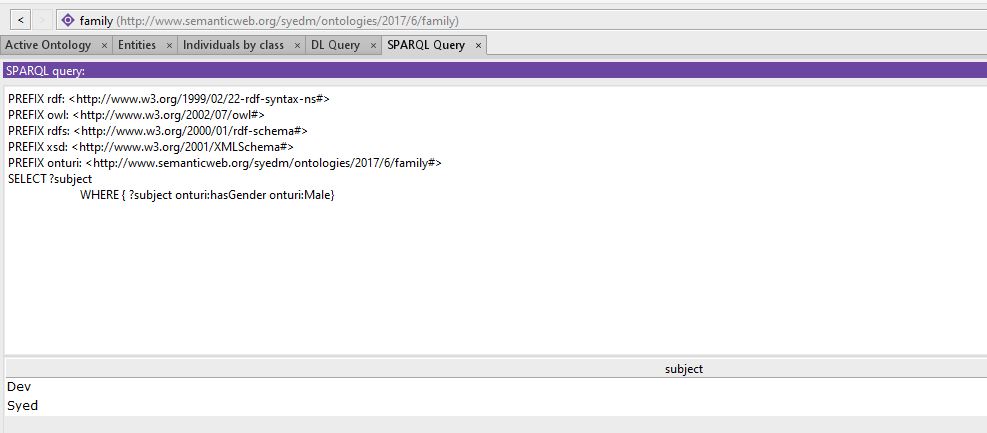 < > family (http://www.semanticweb.org/syedm/ontologies/2017/6/family)
Active Ontology × Entities × Individuals by class × DL Query × SPARQL Query ×
SPARQL query:
PREFIX rdf: <http://www.w3.org/1999/02/22-rdf-syntax-ns#>
PREFIX owl: <http://www.w3.org/2002/07/owl#>
PREFIX rdfs: <http://www.w3.org/2000/01/rdf-schema#>
PREFIX xsd: <http://www.w3.org/2001/XMLSchema#>
PREFIX onturi: <http://www.semanticweb.org/syedm/ontologies/2017/6/family#>
SELECT ?subject
WHERE { ?subject onturi:hasGender onturi:Male}
subject
Dev
Syed